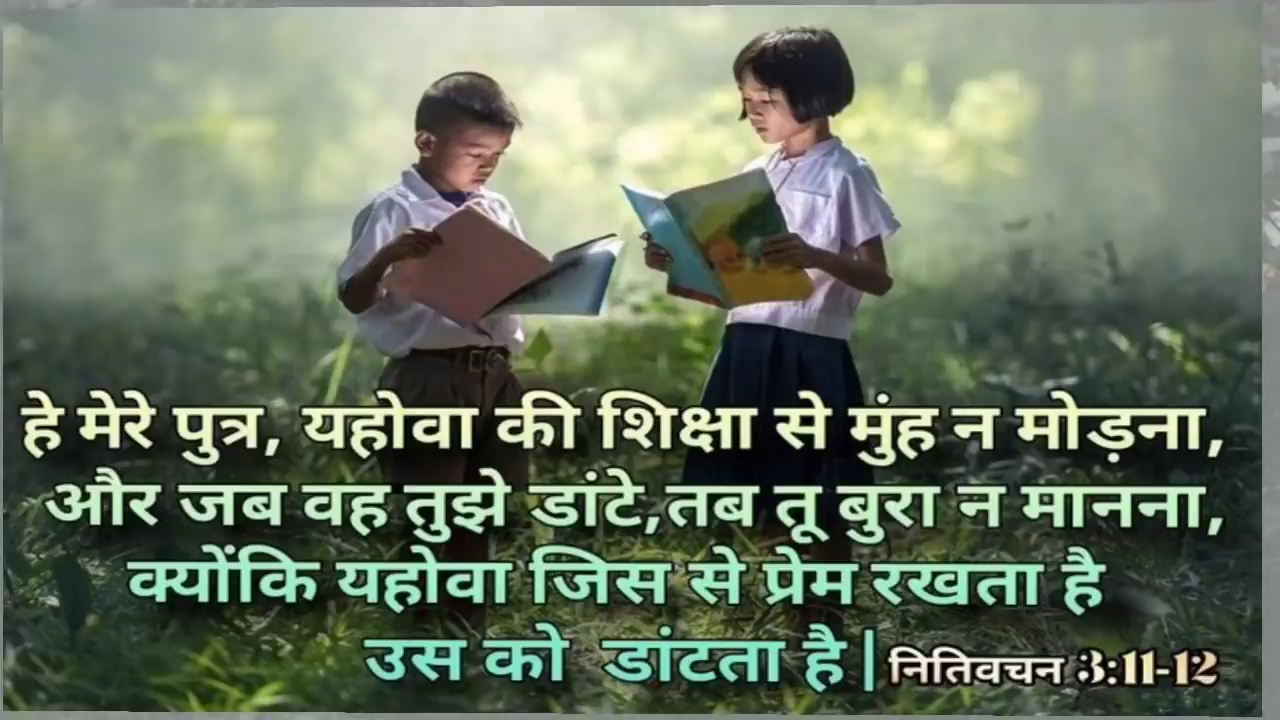 हे मेरे पुत्र, यहोवा की शिक्षा से मुंह न मोड़ना,
और जब वह तुझे डांटे,तब तू बुरा न मानना,
क्योंकि यहोवा जिस से प्रेम रखता है
उस को डांटता है | नितिवचन 3:11-12